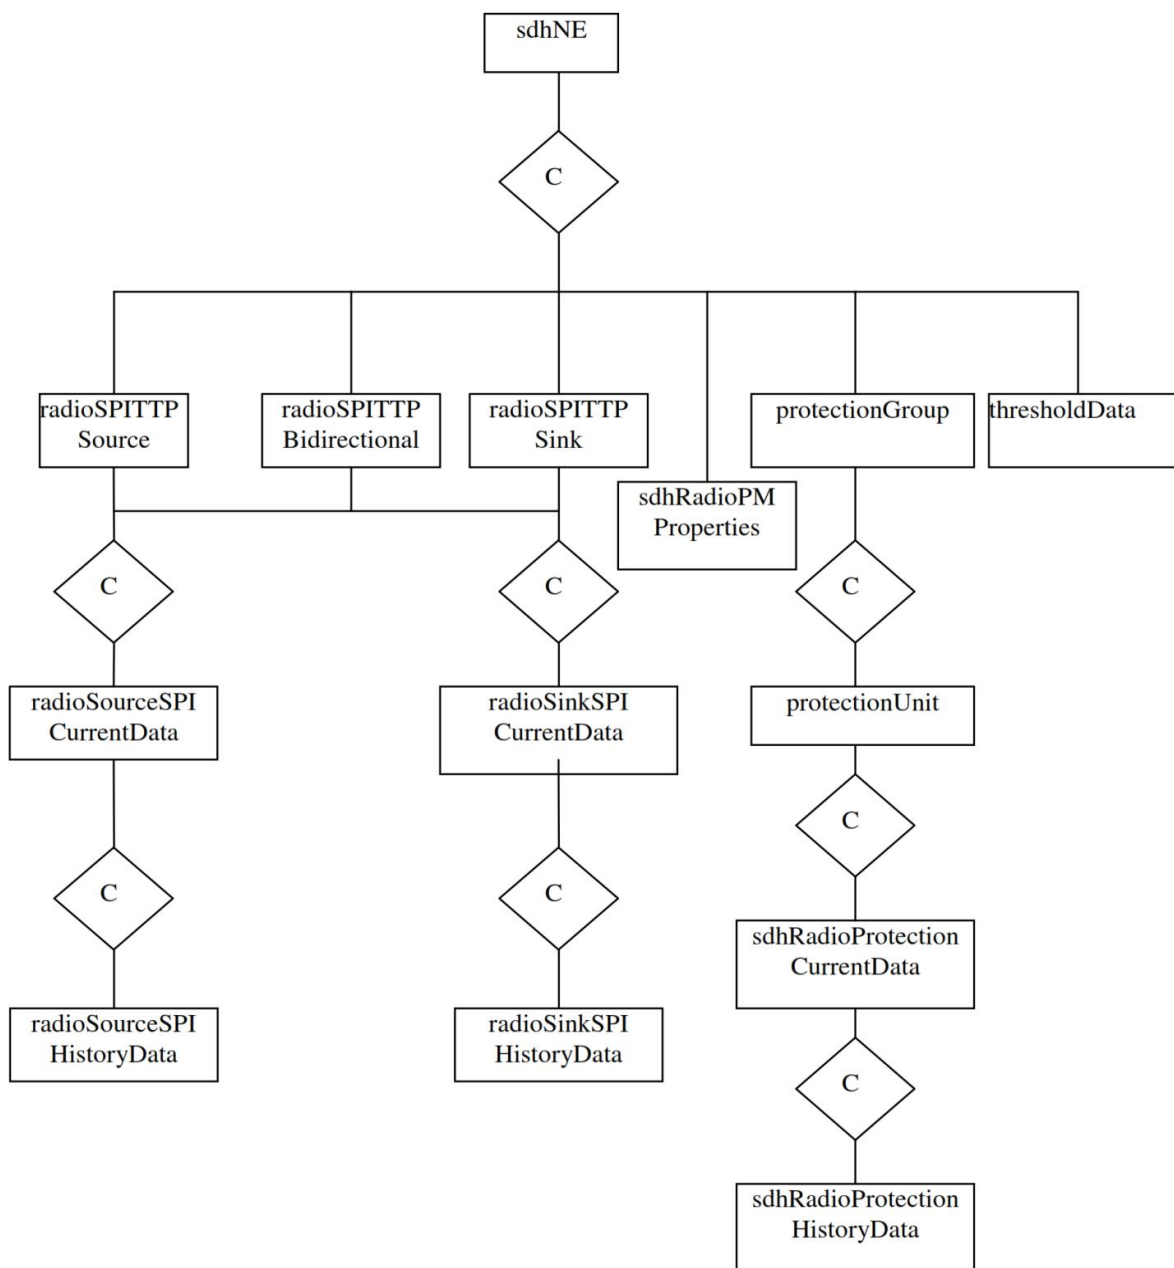 sdhNE
C
radioSPITTP
Source
radioSPITTP
Bidirectional
radioSPITTP
Sink
protectionGroup
thresholdData
sdhRadioPM
Properties
C
C
C
radioSourceSPI
CurrentData
radioSinkSPI
CurrentData
protectionUnit
C
C
C
sdhRadioProtection
CurrentData
radioSourceSPI
HistoryData
radioSinkSPI
HistoryData
C
sdhRadioProtection
HistoryData